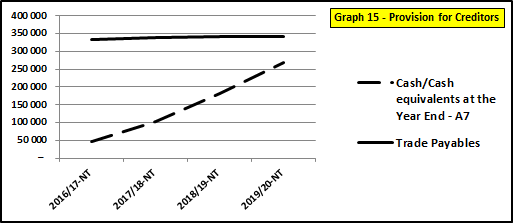 Graph 15 - Provision for Creditors
400 000
350 000
300 000
250 000
200 000
150 000
100 000
50 000
–
2016/17-NT
2017/18-NT
2018/19-NT
2019/20-NT
Cash/Cash
equivalents at the
Year End - A7
Trade Payables